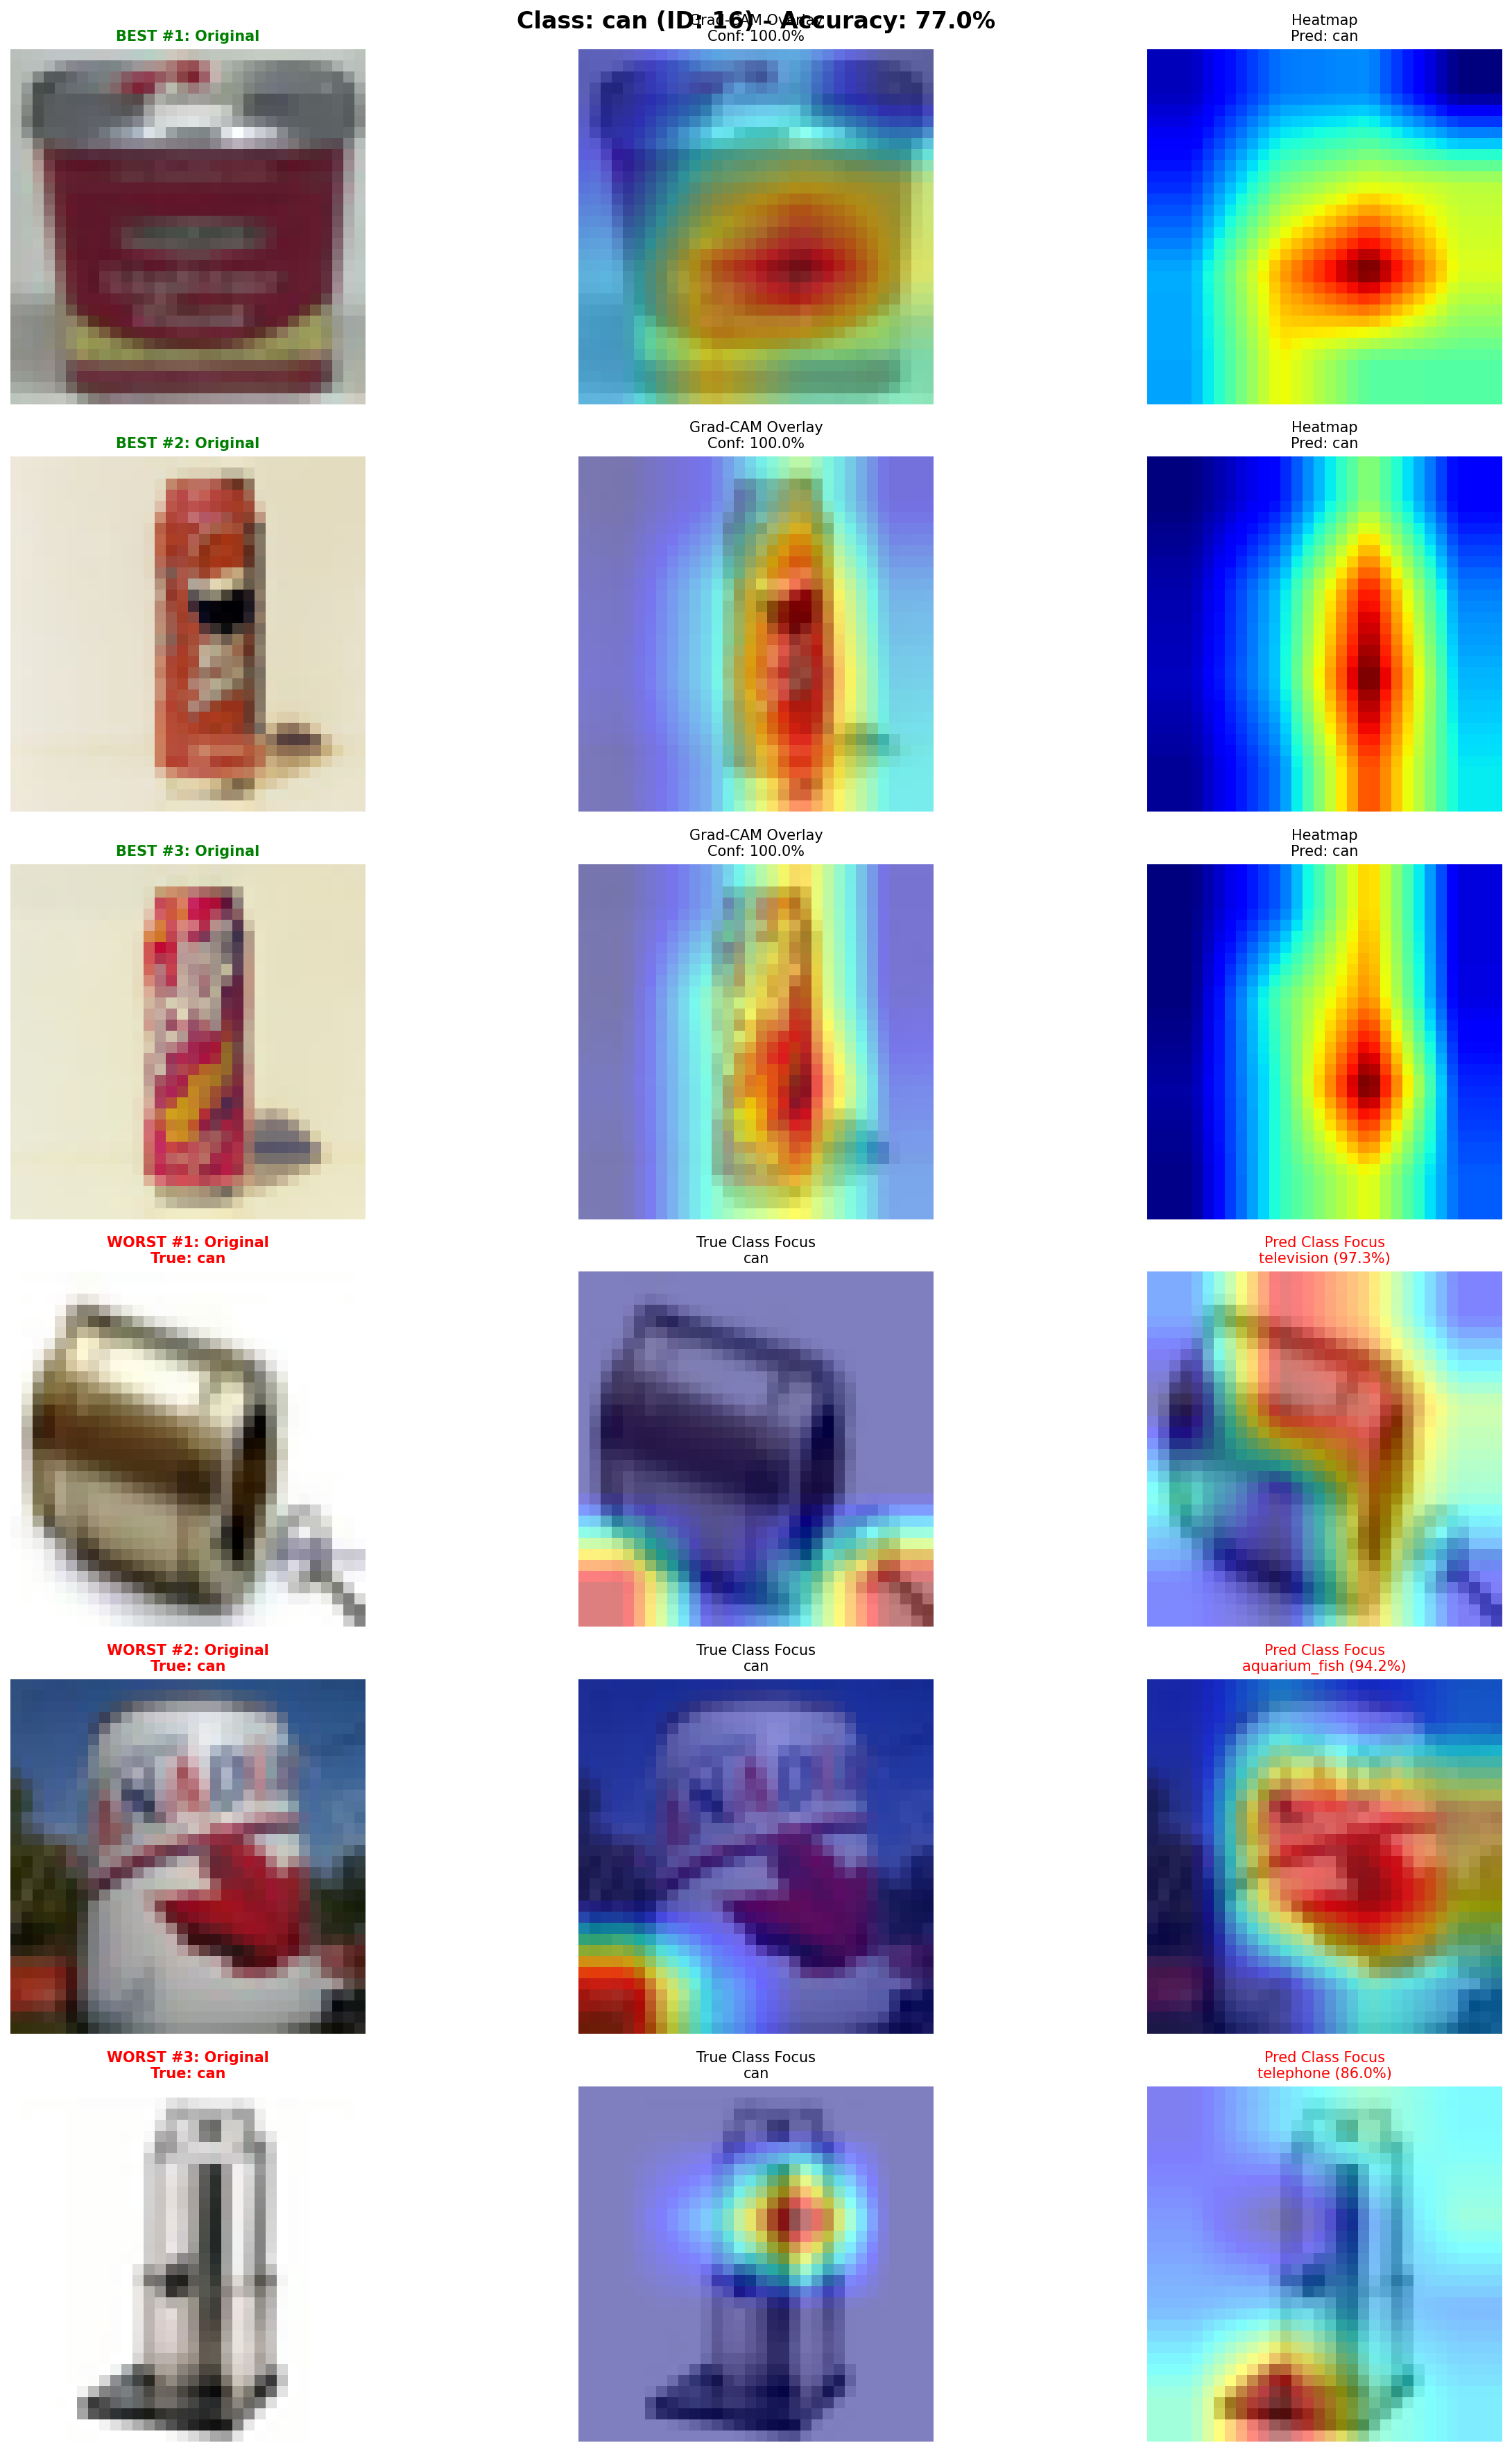 Class: can (ID: 16) - Accuracy: 77.0%
BEST #1: Original
Grad-CAM Overlay
Conf: 100.0%
Heatmap
Pred: can
BEST #2: Original
Grad-CAM Overlay
Conf: 100.0%
Heatmap
Pred: can
BEST #3: Original
Grad-CAM Overlay
Conf: 100.0%
Heatmap
Pred: can
WORST #1: Original
True: can
True Class Focus
can
Pred Class Focus
television (97.3%)
WORST #2: Original
True: can
True Class Focus
can
Pred Class Focus
aquarium_fish (94.2%)
WORST #3: Original
True: can
True Class Focus
can
Pred Class Focus
telephone (86.0%)